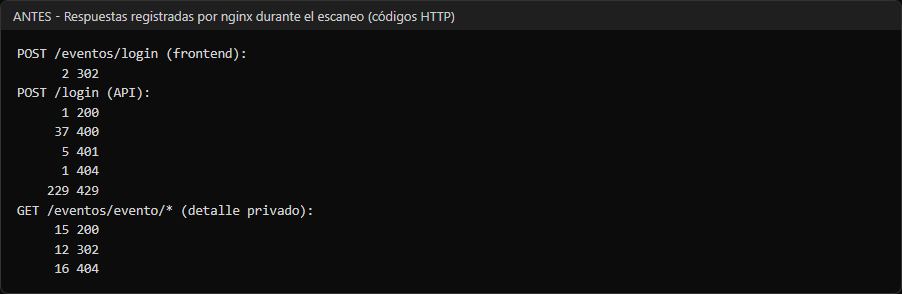 ANTES - Respuestas registradas por nginx durante el escaneo (códigos HTTP)
POST /eventos/login (frontend):
2 302
POST /login (API):
1 200
37 400
5 401
1 404
229 429
GET /eventos/evento/* (detalle privado):
15 200
12 302
16 404